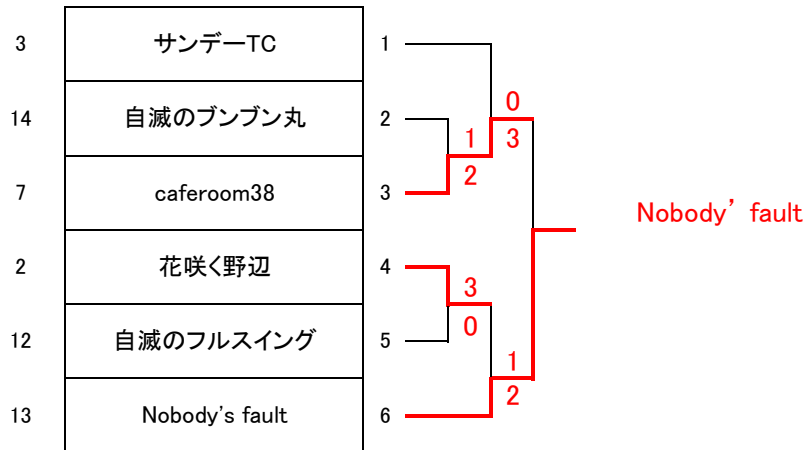 3 サンデーTC 1
0
14 自滅のブンブン丸 2
1 3
7 caferoom38 3
2
Nobody’ fault
2 花咲く野辺 4
3
12 自滅のフルスイング 5
0
1
13 Nobody's fault 6
2